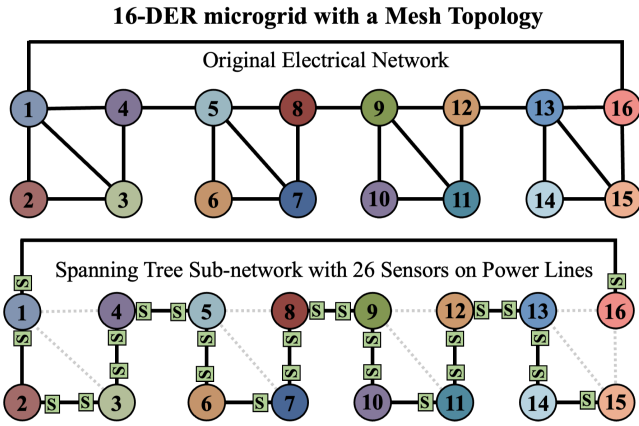 16-DER microgrid with a Mesh Topology
Original Electrical Network
1 4 5 8 9 12 13 16
2 3 6 7 10 11 14 15
S S
Spanning Tree Sub-network with 26 Sensors on Power Lines
1 4 S S 5 8 S S 9 12 S S 13 16
S S S S S S S S
S S S S S S
2 S S 3 6 S 7 10 S 11 14 S 15